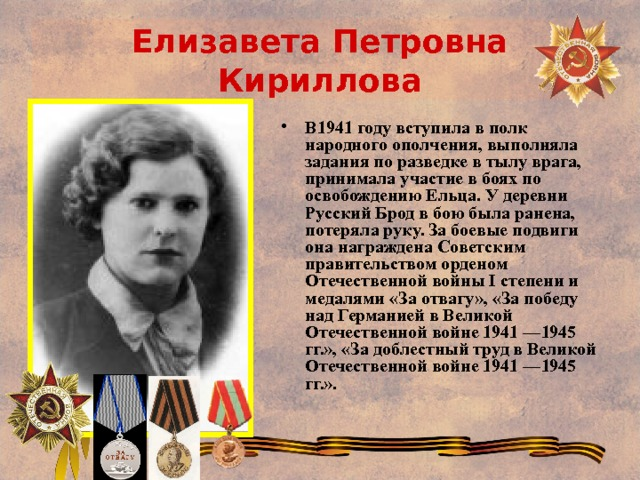 Елизавета Петровна
Кириллова
• В1941 году вступила в полк
народного ополчения, выполняла
задания по разведке в тылу врага,
принимала участие в боях по
освобождению Ельца. У деревни
Русский Брод в бою была ранена,
потеряла руку. За боевые подвиги
она награждена Советским
правительством орденом
Отечественной войны I степени и
медалями «За отвагу», «За победу
над Германией в Великой
Отечественной войне 1941 —1945
гг.», «За доблестный труд в Великой
Отечественной войне 1941 —1945
гг.».
ЗА
ОТВАГУ